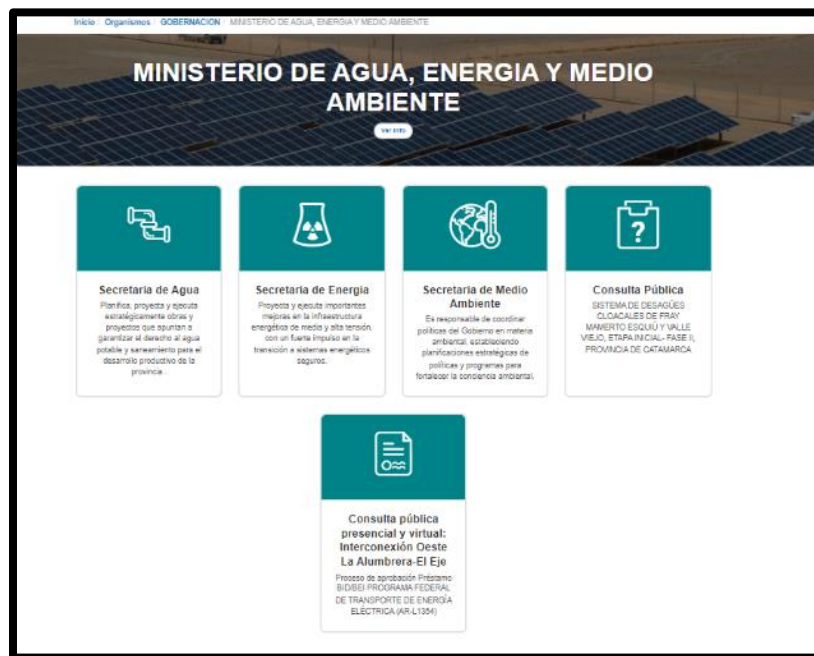 Inicio / Organismos / GOBERNACION / MINISTERIO DE AGUA, ENERGIA Y MEDIO AMBIENTE
MINISTERIO DE AGUA, ENERGIA Y MEDIO
AMBIENTE
Ver Info
Secretaria de Agua
Planifica, proyecta y ejecuta
estratégicamente obras y
proyectos que apuntan a
garantizar el derecho al agua
potable y saneamiento para el
desarrollo productivo de la
provincia.
Secretaria de Energía
Proyecta y ejecuta importantes
mejoras en la infraestructura
energética de media y alta tensión,
con un fuerte impulso en la
transición a sistemas energéticos
seguros.
Secretaria de Medio
Ambiente
Es responsable de coordinar
políticas del Gobierno en materia
ambiental, estableciendo
planificaciones estratégicas de
políticas y programas para
fortalecer la conciencia ambiental.
?
Consulta Pública
SISTEMA DE DESAGÜES
CLOACALES DE FRAY
MAMERTO ESQUIÚ Y VALLE
VIEJO, ETAPA INICIAL- FASE II,
PROVINCIA DE CATAMARCA
Consulta pública
presencial y virtual:
Interconexión Oeste
La Alumbrera-El Eje
Proceso de aprobación Préstamo
BID/BEI PROGRAMA FEDERAL
DE TRANSPORTE DE ENERGÍA
ELÉCTRICA (AR-L1354)